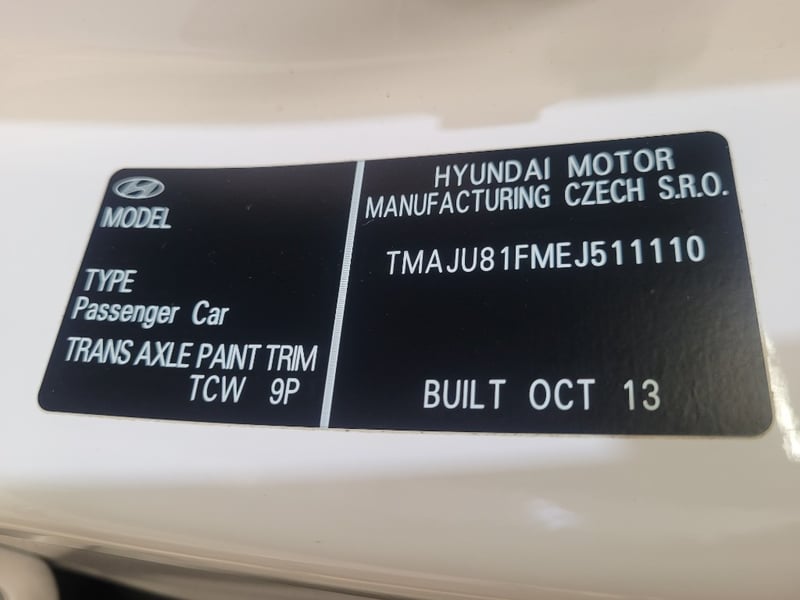 MODEL
TYPE
Passenger Car
TRANS AXLE PAINT TRIM
TCW 9P
HYUNDAI MOTOR
MANUFACTURING CZECH S.R.O.
TMAJU81FMEJ511110
BUILT OCT 13